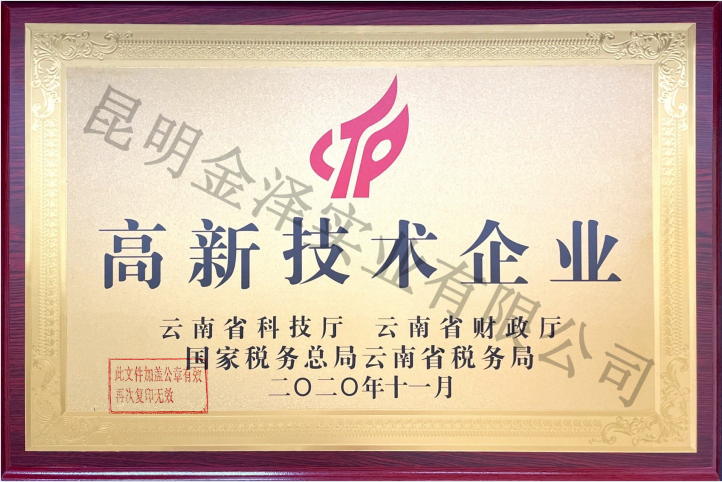 CTP
高新技术企业
云南省科技厅 云南省财政厅
国家税务总局云南省税务局
二〇二〇年十一月
此文件加盖公章有效
再次复印无效
昆明金泽实业有限公司